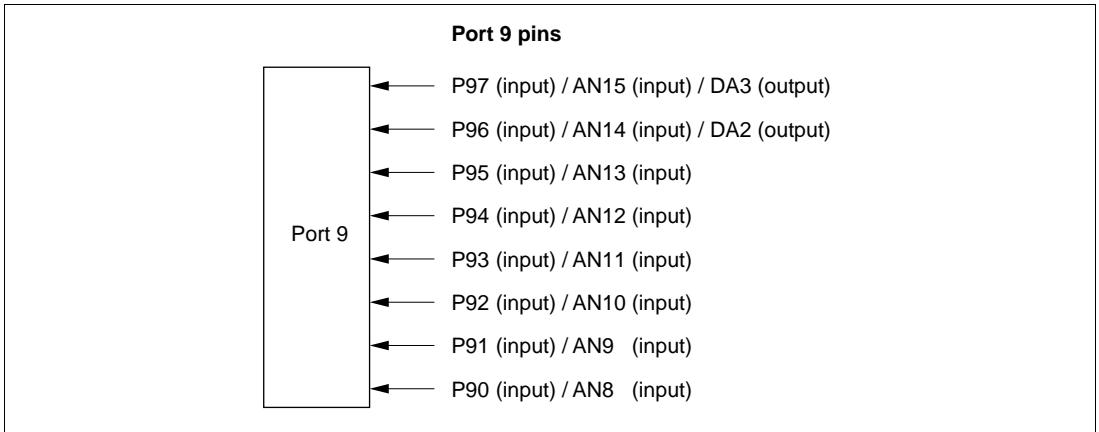 Port 9 pins
P97 (input) / AN15 (input) / DA3 (output)
P96 (input) / AN14 (input) / DA2 (output)
P95 (input) / AN13 (input)
P94 (input) / AN12 (input)
Port 9
P93 (input) / AN11 (input)
P92 (input) / AN10 (input)
P91 (input) / AN9 (input)
P90 (input) / AN8 (input)